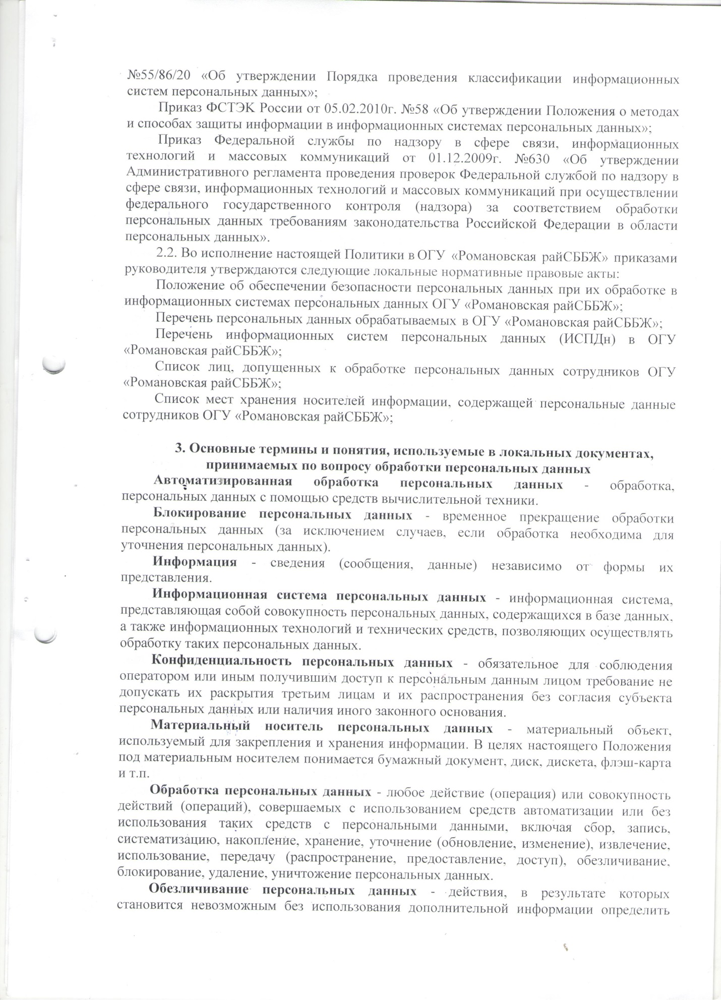 №55/86/20 «Об утверждении Порядка проведения классификации информационных
систем персональных данных»;
Приказ ФСТЭК России от 05.02.2010г. №58 «Об утверждении Положения о методах
и способах защиты информации в информационных системах персональных данных»;
Приказ Федеральной службы по надзору в сфере связи, информационных
технологий и массовых коммуникаций от 01.12.2009г. №630 «Об утверждении
Административного регламента проведения проверок Федеральной службой по надзору в
сфере связи, информационных технологий и массовых коммуникаций при осуществлении
федерального государственного контроля (надзора) за соответствием обработки
персональных данных требованиям законодательства Российской Федерации в области
персональных данных».
2.2. Во исполнение настоящей Политики в ОГУ «Романовская райСББЖ» приказами
руководителя утверждаются следующие локальные нормативные правовые акты:
Положение об обеспечении безопасности персональных данных при их обработке в
информационных системах персональных данных ОГУ «Романовская райСББЖ»;
Перечень персональных данных обрабатываемых в ОГУ «Романовская райСББЖ»;
Перечень информационных систем персональных данных (ИСПДн) в ОГУ
«Романовская райСББЖ»;
Список лиц, допущенных к обработке персональных данных сотрудников ОГУ
«Романовская райСББЖ»;
Список мест хранения носителей информации, содержащей персональные данные
сотрудников ОГУ «Романовская райСББЖ»;
3. Основные термины и понятия, используемые в локальных документах,
принимаемых по вопросу обработки персональных данных
Автоматизированная обработка персональных данных - обработка,
персональных данных с помощью средств вычислительной техники.
Блокирование персональных данных - временное прекращение обработки
персональных данных (за исключением случаев, если обработка необходима для
уточнения персональных данных).
Информация - сведения (сообщения, данные) независимо от формы их
представления.
Информационная система персональных данных - информационная система,
представляющая собой совокупность персональных данных, содержащихся в базе данных,
а также информационных технологий и технических средств, позволяющих осуществлять
обработку таких персональных данных.
Конфиденциальность персональных данных - обязательное для соблюдения
оператором или иным получившим доступ к персональным данным лицом требование не
допускать их раскрытия третьим лицам и их распространения без согласия субъекта
персональных данных или наличия иного законного основания.
Материальный носитель персональных данных - материальный объект,
используемый для закрепления и хранения информации. В целях настоящего Положения
под материальным носителем понимается бумажный документ, диск, дискета, флэш-карта
и т.п.
Обработка персональных данных - любое действие (операция) или совокупность
действий (операций), совершаемых с использованием средств автоматизации или без
использования таких средств с персональными данными, включая сбор, запись,
систематизацию, накопление, хранение, уточнение (обновление, изменение), извлечение,
использование, передачу (распространение, предоставление, доступ), обезличивание,
блокирование, удаление, уничтожение персональных данных.
Обезличивание персональных данных - действия, в результате которых
становится невозможным без использования дополнительной информации определить